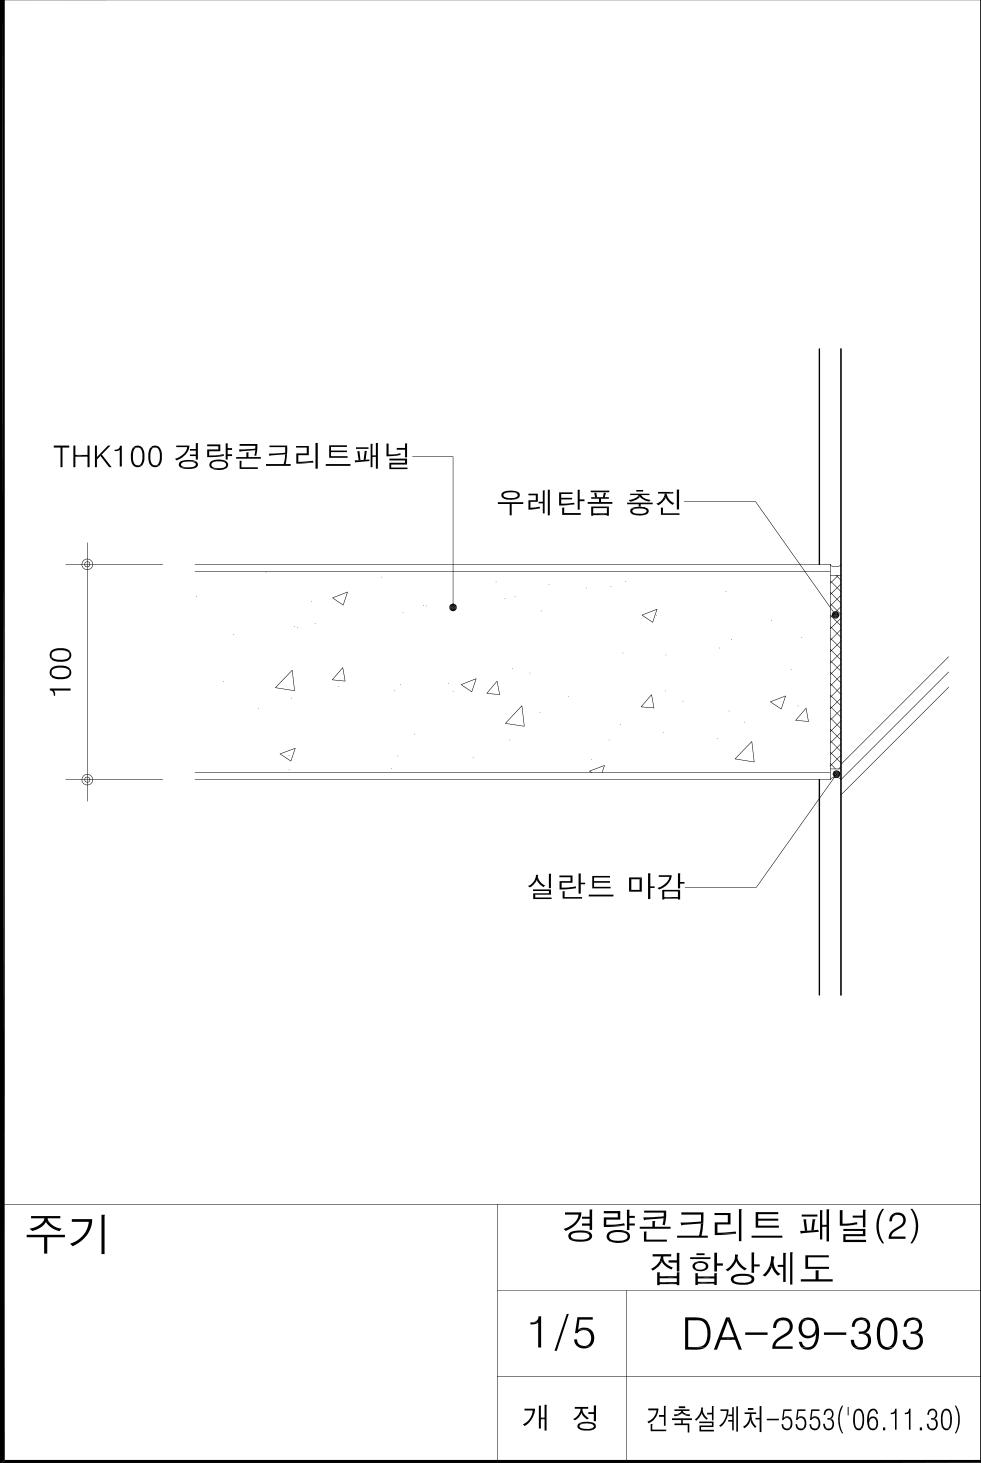 THK100 경량콘크리트패널
우레탄폼 충진
100
실란트 마감
주기
경량콘크리트 패널(2)
접합상세도
1/5
DA-29-303
개 정
건축설계처-5553('06.11.30)